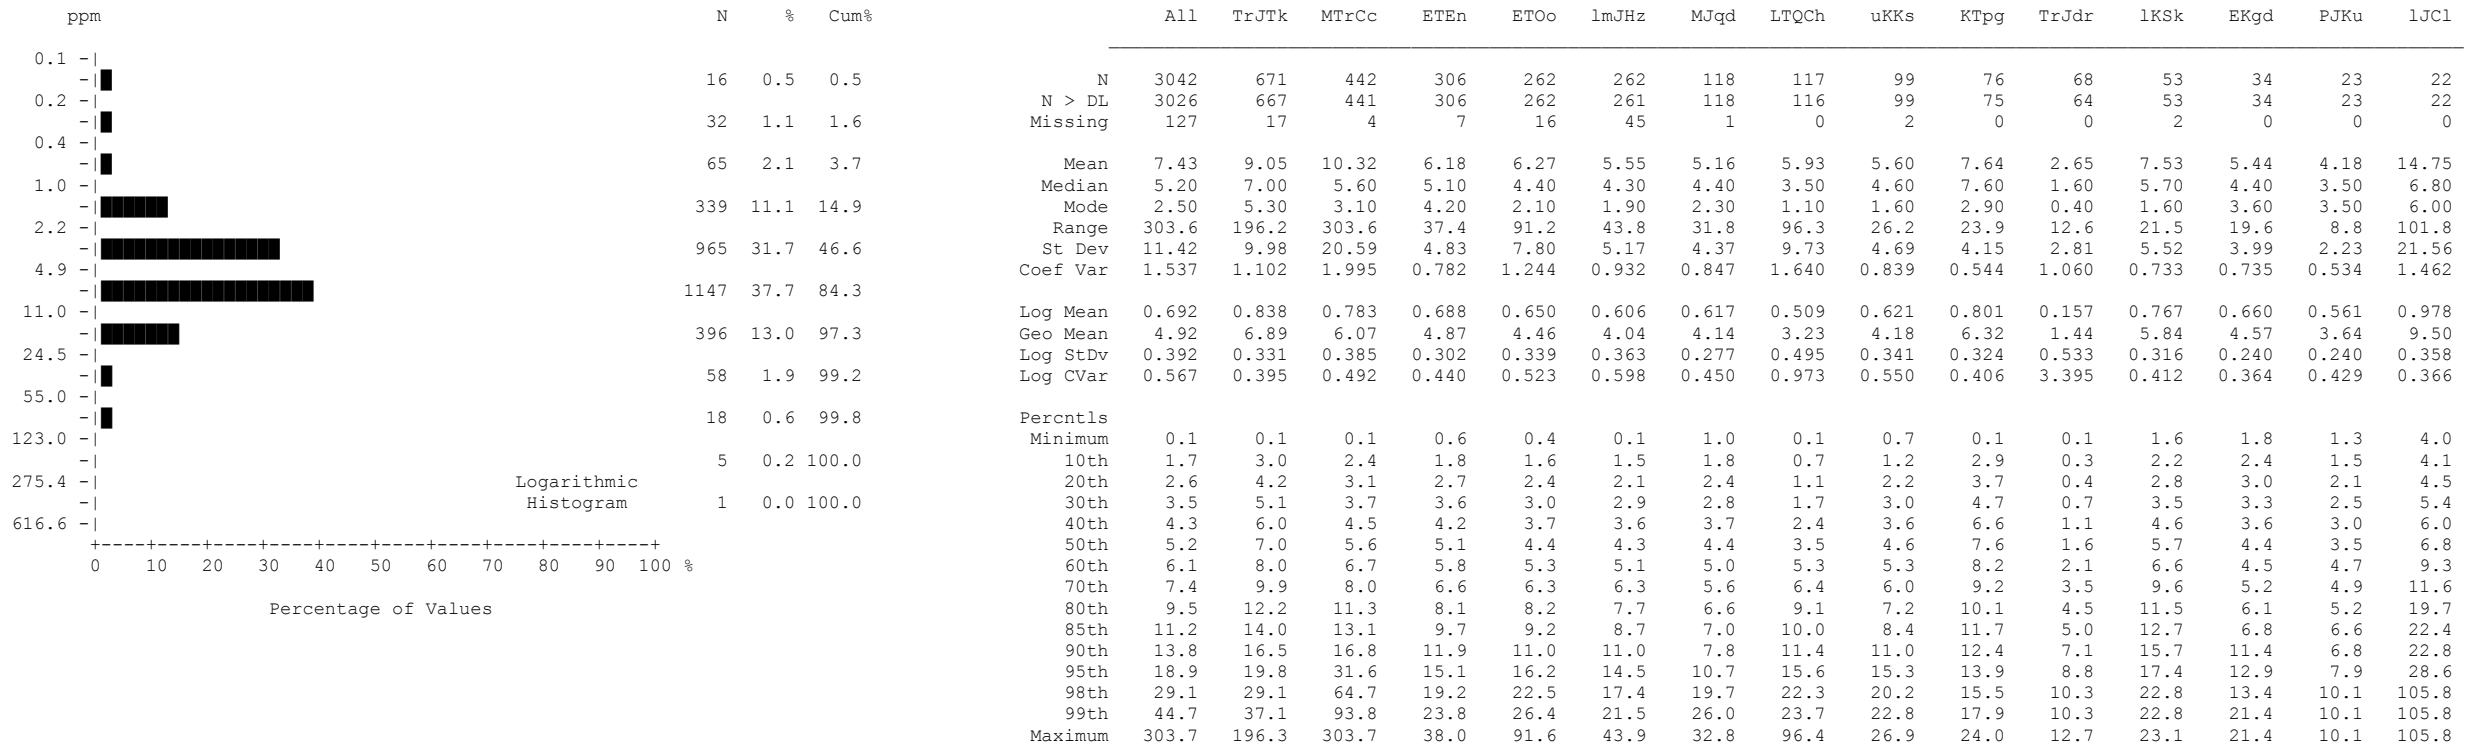 ppm N % Cum% All TrJTk MTrCc ETEn ETOo lmJHz MJqd LTQCh uKKs KTpg TrJdr lKSk EKgd PJKu lJCl
0.1 -|
-| 16 0.5 0.5 N 3042 671 442 306 262 262 118 117 99 76 68 53 34 23 22
0.2 -| N > DL 3026 667 441 306 262 261 118 116 99 75 64 53 34 23 22
-| 32 1.1 1.6 Missing 127 17 4 7 16 45 1 0 2 0 0 2 0 0 0
0.4 -|
-| 65 2.1 3.7 Mean 7.43 9.05 10.32 6.18 6.27 5.55 5.16 5.93 5.60 7.64 2.65 7.53 5.44 4.18 14.75
1.0 -| Median 5.20 7.00 5.60 5.10 4.40 4.30 4.40 3.50 4.60 7.60 1.60 5.70 4.40 3.50 6.80
-| 339 11.1 14.9 Mode 2.50 5.30 3.10 4.20 2.10 1.90 2.30 1.10 1.60 2.90 0.40 1.60 3.60 3.50 6.00
2.2 -| Range 303.6 196.2 303.6 37.4 91.2 43.8 31.8 96.3 26.2 23.9 12.6 21.5 19.6 8.8 101.8
-| 965 31.7 46.6 St Dev 11.42 9.98 20.59 4.83 7.80 5.17 4.37 9.73 4.69 4.15 2.81 5.52 3.99 2.23 21.56
4.9 -| Coef Var 1.537 1.102 1.995 0.782 1.244 0.932 0.847 1.640 0.839 0.544 1.060 0.733 0.735 0.534 1.462
-| 1147 37.7 84.3
11.0 -| Log Mean 0.692 0.838 0.783 0.688 0.650 0.606 0.617 0.509 0.621 0.801 0.157 0.767 0.660 0.561 0.978
-| 396 13.0 97.3 Geo Mean 4.92 6.89 6.07 4.87 4.46 4.04 4.14 3.23 4.18 6.32 1.44 5.84 4.57 3.64 9.50
24.5 -| Log StDv 0.392 0.331 0.385 0.302 0.339 0.363 0.277 0.495 0.341 0.324 0.533 0.316 0.240 0.240 0.358
-| 58 1.9 99.2 Log CVar 0.567 0.395 0.492 0.440 0.523 0.598 0.450 0.973 0.550 0.406 3.395 0.412 0.364 0.429 0.366
55.0 -|
-| 18 0.6 99.8 Percntls
123.0 -| Minimum 0.1 0.1 0.1 0.6 0.4 0.1 1.0 0.1 0.7 0.1 0.1 1.6 1.8 1.3 4.0
-| 5 0.2 100.0 10th 1.7 3.0 2.4 1.8 1.6 1.5 1.8 0.7 1.2 2.9 0.3 2.2 2.4 1.5 4.1
275.4 -| Logarithmic 20th 2.6 4.2 3.1 2.7 2.4 2.1 2.4 1.1 2.2 3.7 0.4 2.8 3.0 2.1 4.5
-| Histogram 1 0.0 100.0 30th 3.5 5.1 3.7 3.6 3.0 2.9 2.8 1.7 3.0 4.7 0.7 3.5 3.3 2.5 5.4
616.6 -| 40th 4.3 6.0 4.5 4.2 3.7 3.6 3.7 2.4 3.6 6.6 1.1 4.6 3.6 3.0 6.0
+----+----+----+----+----+----+----+----+----+----+ 50th 5.2 7.0 5.6 5.1 4.4 4.3 4.4 3.5 4.6 7.6 1.6 5.7 4.4 3.5 6.8
0 10 20 30 40 50 60 70 80 90 100 % 60th 6.1 8.0 6.7 5.8 5.3 5.1 5.0 5.3 5.3 8.2 2.1 6.6 4.5 4.7 9.3
70th 7.4 9.9 8.0 6.6 6.3 6.3 5.6 6.4 6.0 9.2 3.5 9.6 5.2 4.9 11.6
Percentage of Values 80th 9.5 12.2 11.3 8.1 8.2 7.7 6.6 9.1 7.2 10.1 4.5 11.5 6.1 5.2 19.7
85th 11.2 14.0 13.1 9.7 9.2 8.7 7.0 10.0 8.4 11.7 5.0 12.7 6.8 6.6 22.4
90th 13.8 16.5 16.8 11.9 11.0 11.0 7.8 11.4 11.0 12.4 7.1 15.7 11.4 6.8 22.8
95th 18.9 19.8 31.6 15.1 16.2 14.5 10.7 15.6 15.3 13.9 8.8 17.4 12.9 7.9 28.6
98th 29.1 29.1 64.7 19.2 22.5 17.4 19.7 22.3 20.2 15.5 10.3 22.8 13.4 10.1 105.8
99th 44.7 37.1 93.8 23.8 26.4 21.5 26.0 23.7 22.8 17.9 10.3 22.8 21.4 10.1 105.8
Maximum 303.7 196.3 303.7 38.0 91.6 43.9 32.8 96.4 26.9 24.0 12.7 23.1 21.4 10.1 105.8